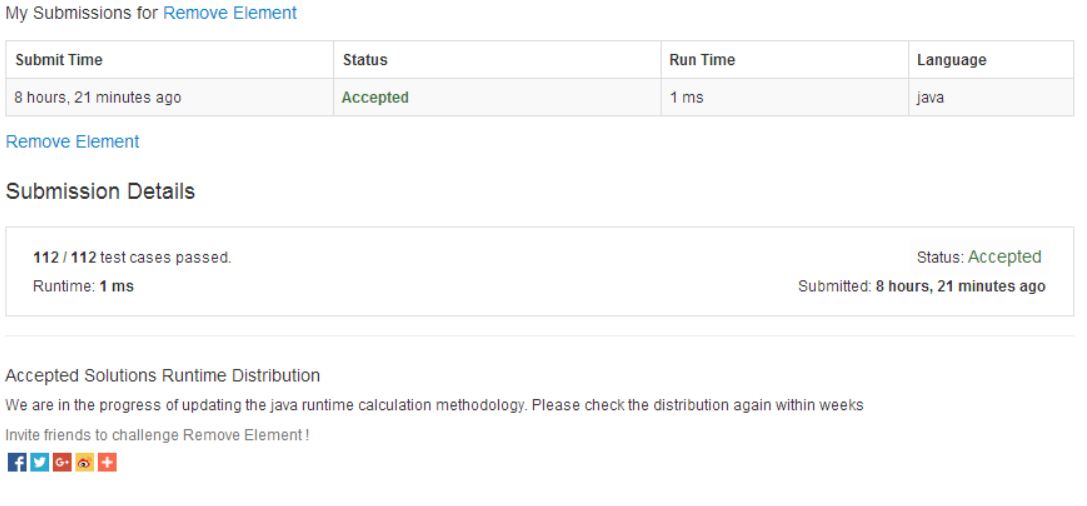 My Submissions for Remove Element
Submit Time Status Run Time Language
8 hours, 21 minutes ago Accepted 1 ms java
Remove Element
Submission Details
112 / 112 test cases passed. Status: Accepted
Runtime: 1 ms Submitted: 8 hours, 21 minutes ago
Accepted Solutions Runtime Distribution
We are in the progress of updating the java runtime calculation methodology. Please check the distribution again within weeks
Invite friends to challenge Remove Element !
f G+ +